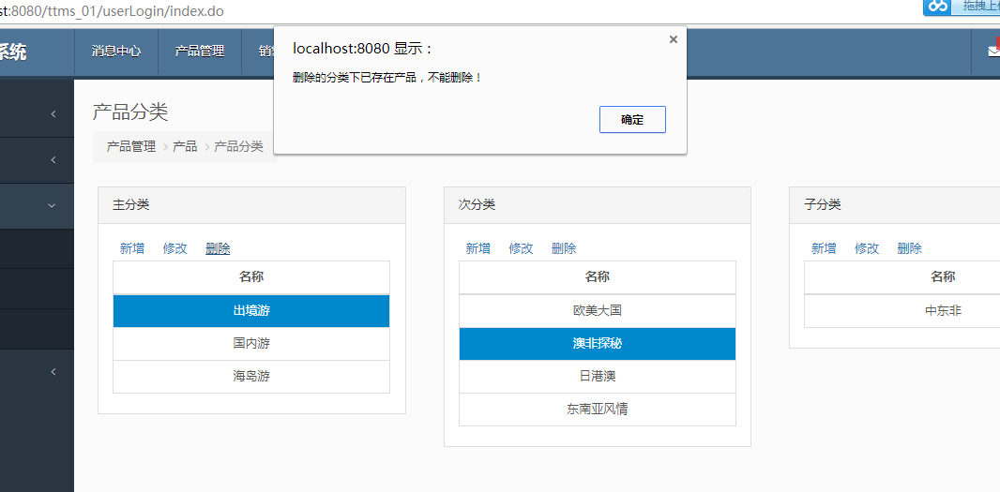 st:8080/ttms_01/userLogin/index.do
拖拽上
系统
消息中心 产品管理 销
localhost:8080 显示：
删除的分类下已存在产品，不能删除！
确定
产品分类
产品管理 产品 产品分类
主分类
新增 修改 删除
名称
出境游
国内游
海岛游
次分类
新增 修改 删除
名称
欧美大国
澳非探秘
日港澳
东南亚风情
子分类
新增 修改 删除
名称
中东非